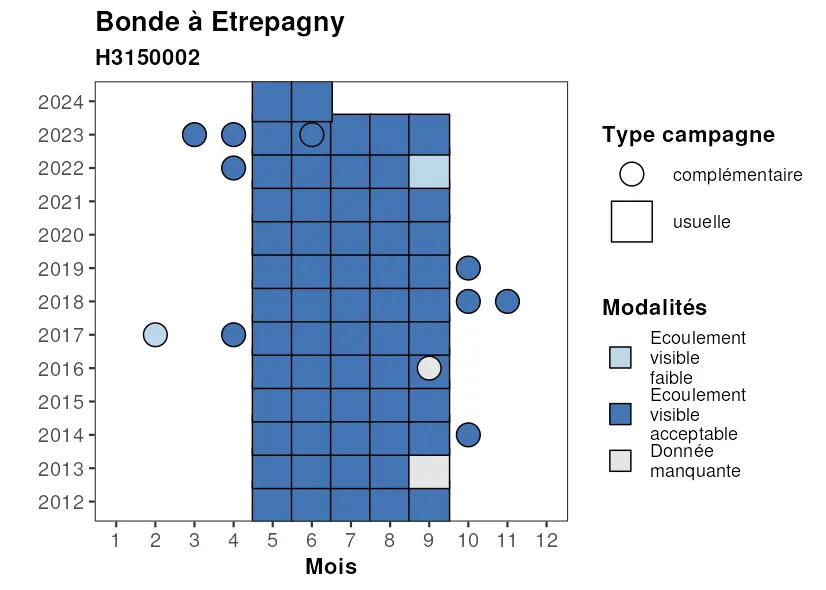 Bonde à Etrepagny
H3150002
2024
2023
2022
2021
2020
2019
2018
2017
2016
2015
2014
2013
2012
1 2 3 4 5 6 7 8 9 10 11 12
Mois
Type campagne
complémentaire
usuelle
Modalités
Ecoulement
visible
faible
Ecoulement
visible
acceptable
Donnée
manquante